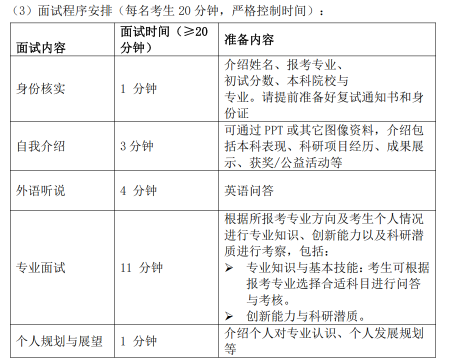 （3）面试程序安排（每名考生 20 分钟，严格控制时间）：
面试内容
面试时间（≥20
分钟）
准备内容
身份核实
1 分钟
介绍姓名、报考专业、
初试分数、本科院校与
专业。请提前准备好复试通知书和身
份证
自我介绍
3 分钟
可通过 PPT 或其它图像资料，介绍包
括本科表现、科研项目经历、成果展
示、获奖/公益活动等
外语听说
4 分钟
英语问答
专业面试
11 分钟
根据所报考专业方向及考生个人情况
进行专业知识、创新能力以及科研潜
质进行考察，包括：
➢ 专业知识与基本技能：考生可根据
报考专业选择合适科目进行问答
与考核。
➢ 创新能力与科研潜质。
个人规划与展望
1 分钟
介绍个人对专业认识、个人发展规划
等